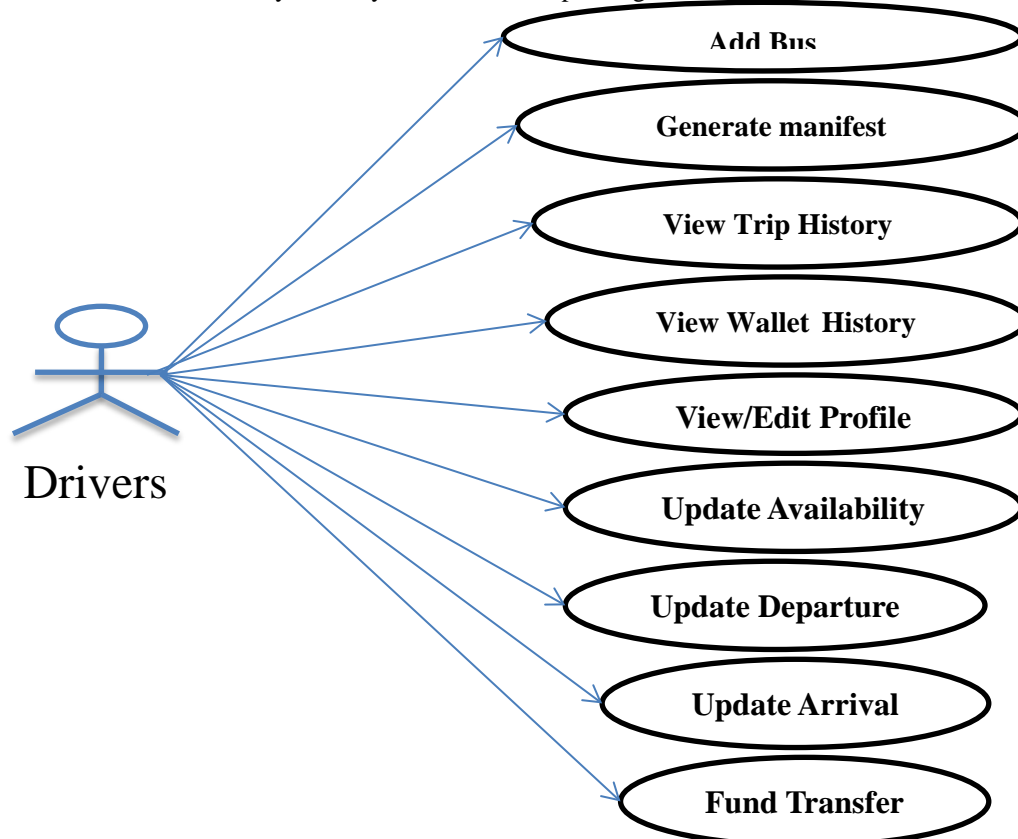 Add Bus
Generate manifest
View Trip History
View Wallet History
View/Edit Profile
Drivers
Update Availability
Update Departure
Update Arrival
Fund Transfer